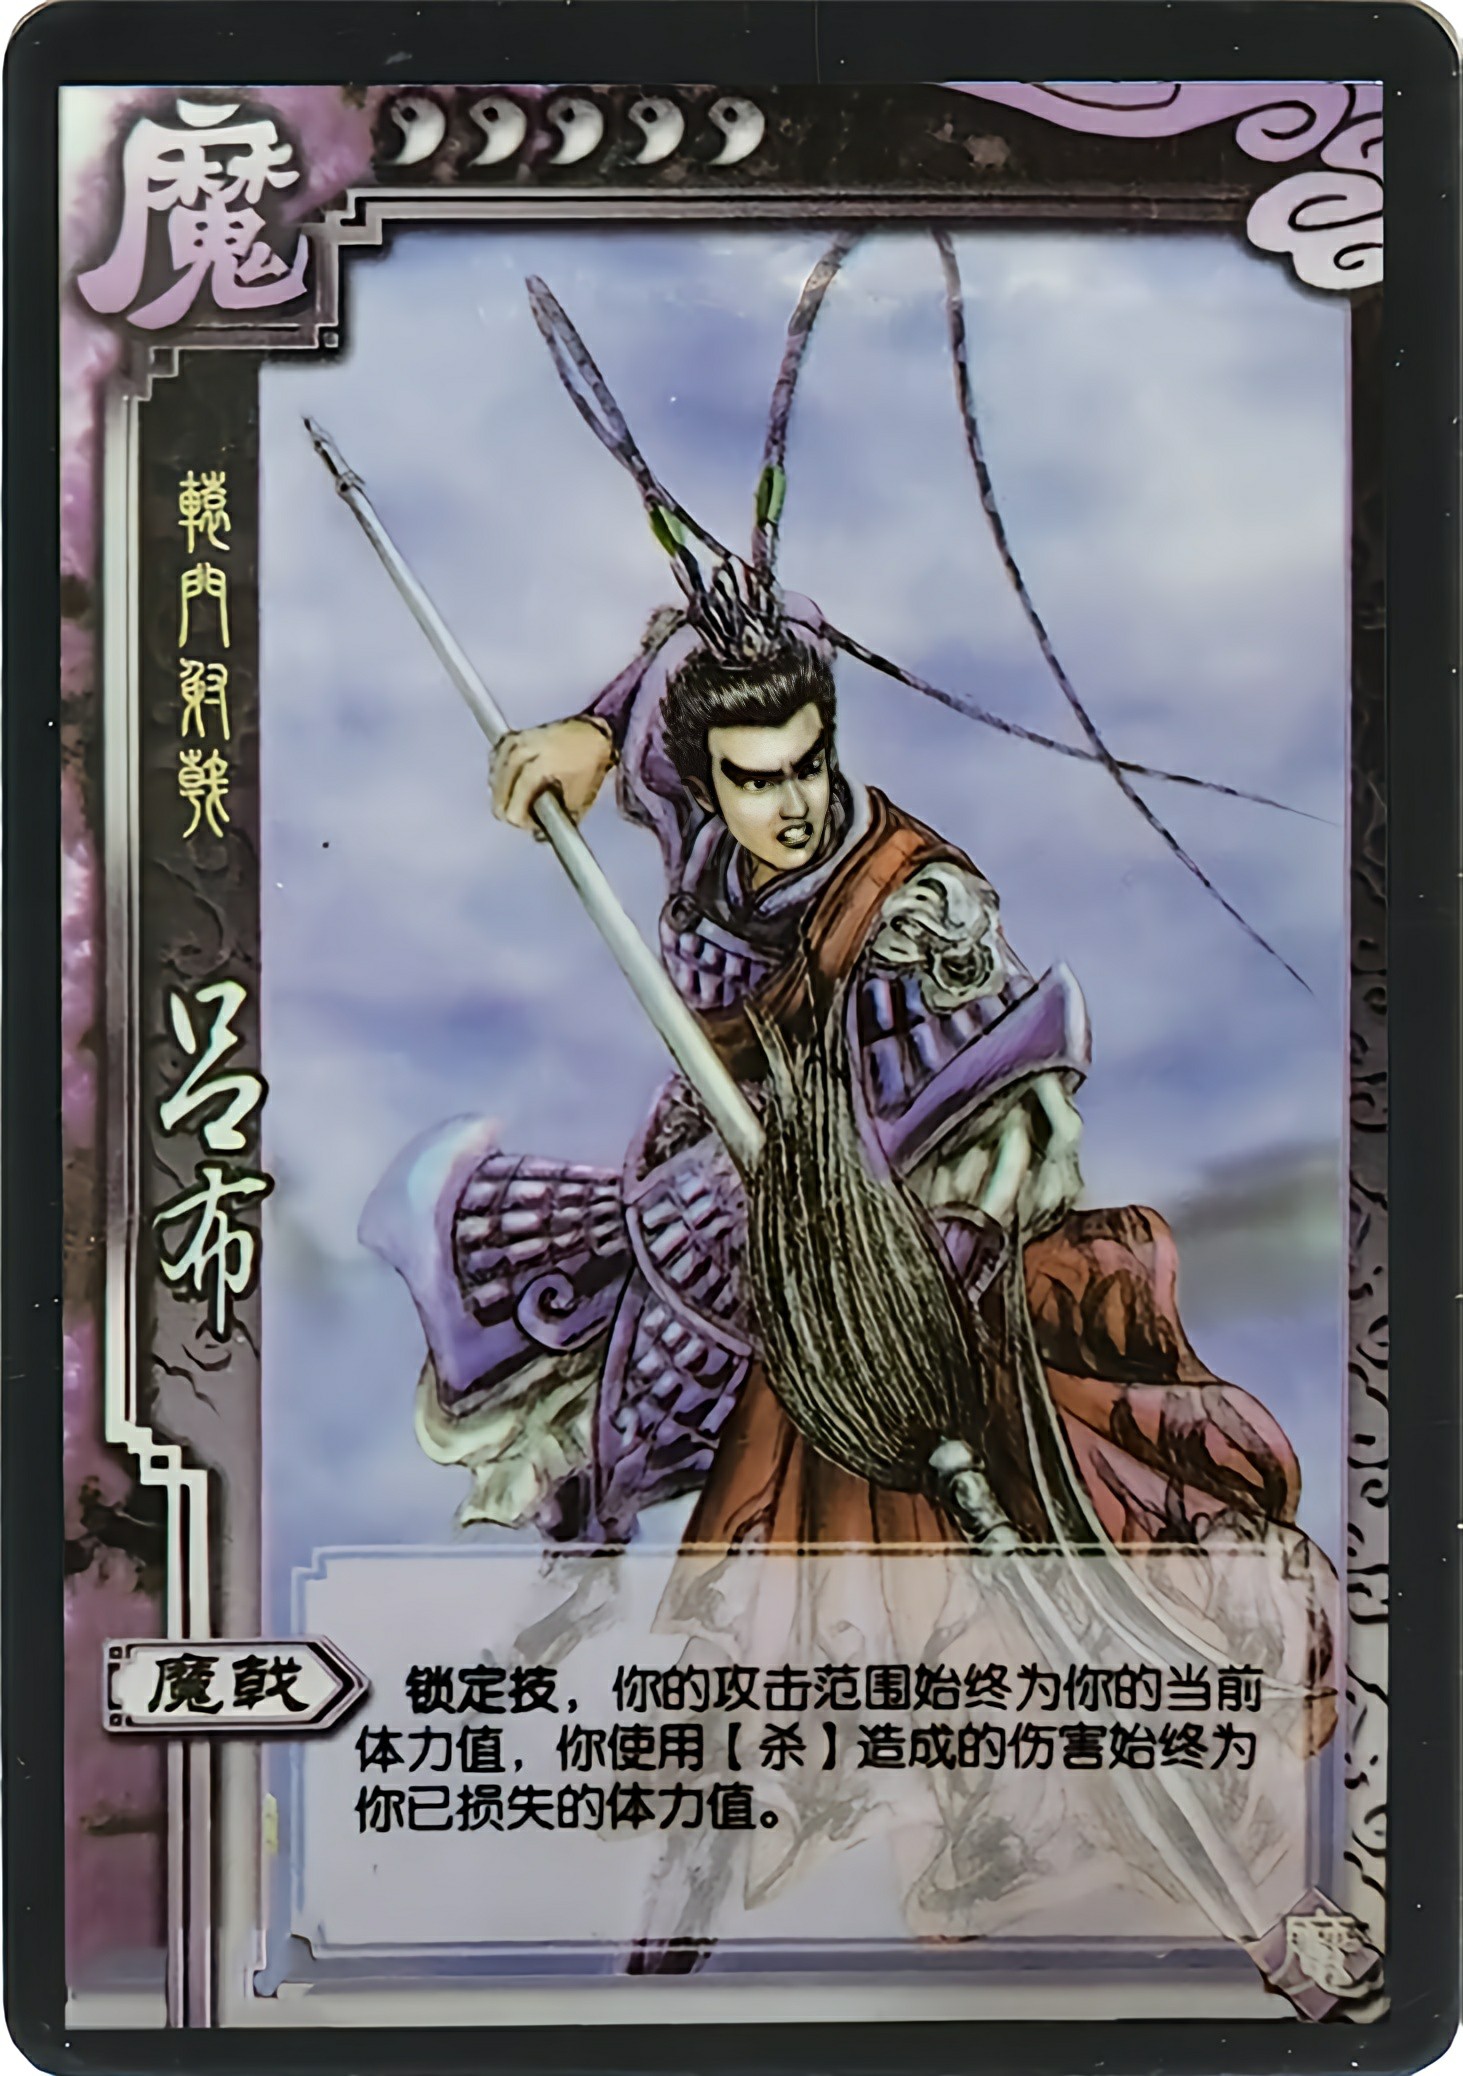 魔
轅門射戟
吕布
魔戟
锁定技，你的攻击范围始终为你的当前
体力值，你使用【杀】造成的伤害始终为
你已损失的体力值。
魔